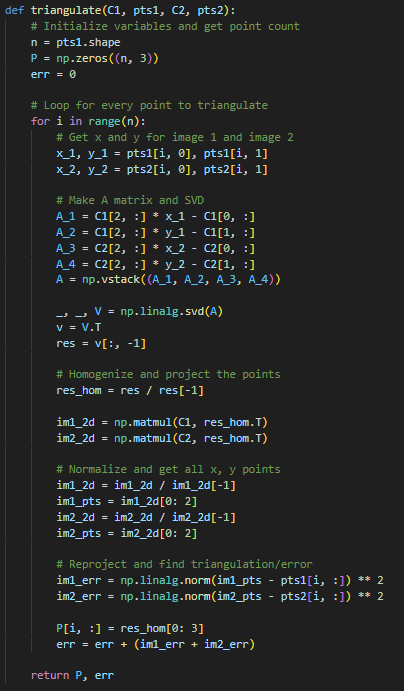 def triangulate(C1, pts1, C2, pts2):
    # Initialize variables and get point count
    n = pts1.shape
    P = np.zeros((n, 3))
    err = 0

    # Loop for every point to triangulate
    for i in range(n):
        # Get x and y for image 1 and image 2
        x_1, y_1 = pts1[i, 0], pts1[i, 1]
        x_2, y_2 = pts2[i, 0], pts2[i, 1]

        # Make A matrix and SVD
        A_1 = C1[2, :] * x_1 - C1[0, :]
        A_2 = C1[2, :] * y_1 - C1[1, :]
        A_3 = C2[2, :] * x_2 - C2[0, :]
        A_4 = C2[2, :] * y_2 - C2[1, :]
        A = np.vstack((A_1, A_2, A_3, A_4))

        _, _, V = np.linalg.svd(A)
        v = V.T
        res = v[:, -1]

        # Homogenize and project the points
        res_hom = res / res[-1]

        im1_2d = np.matmul(C1, res_hom.T)
        im2_2d = np.matmul(C2, res_hom.T)

        # Normalize and get all x, y points
        im1_2d = im1_2d / im1_2d[-1]
        im1_pts = im1_2d[0: 2]
        im2_2d = im2_2d / im2_2d[-1]
        im2_pts = im2_2d[0: 2]

        # Reproject and find triangulation/error
        im1_err = np.linalg.norm(im1_pts - pts1[i, :]) ** 2
        im2_err = np.linalg.norm(im2_pts - pts2[i, :]) ** 2

        P[i, :] = res_hom[0: 3]
        err = err + (im1_err + im2_err)

    return P, err